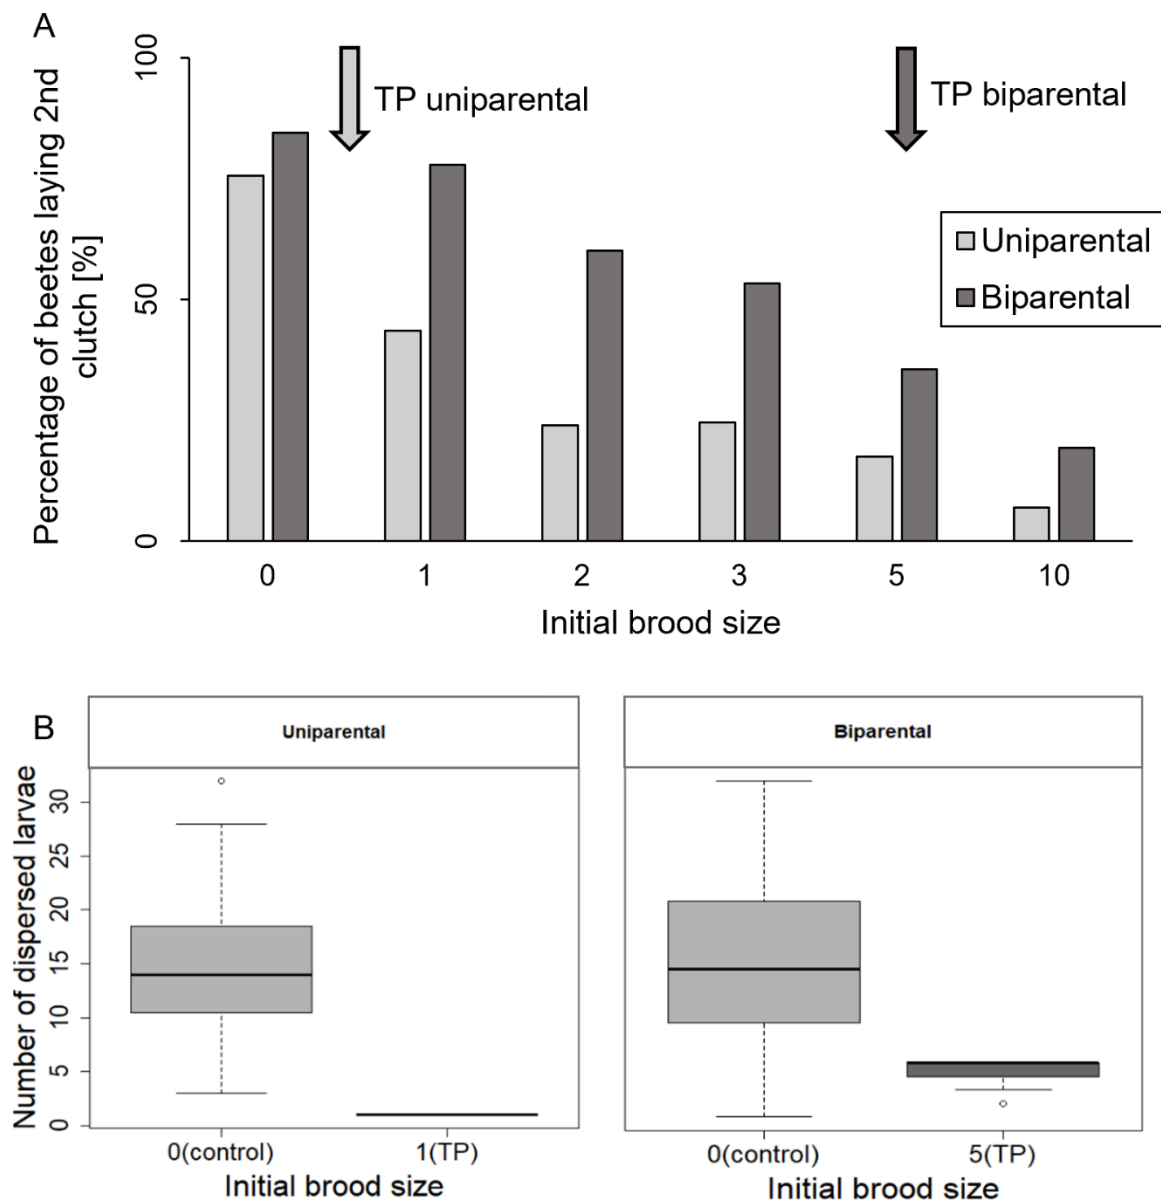 A
Percentage of beetes laying 2nd
clutch [%]
100
50
0
TP uniparental
TP biparental
Uniparental
Biparental
0 1 2 3 5 10
Initial brood size
B
Uniparental
Biparental
Number of dispersed larvae
30
25
20
15
10
5
0
0(control) 1(TP)
0(control) 5(TP)
Initial brood size
Initial brood size